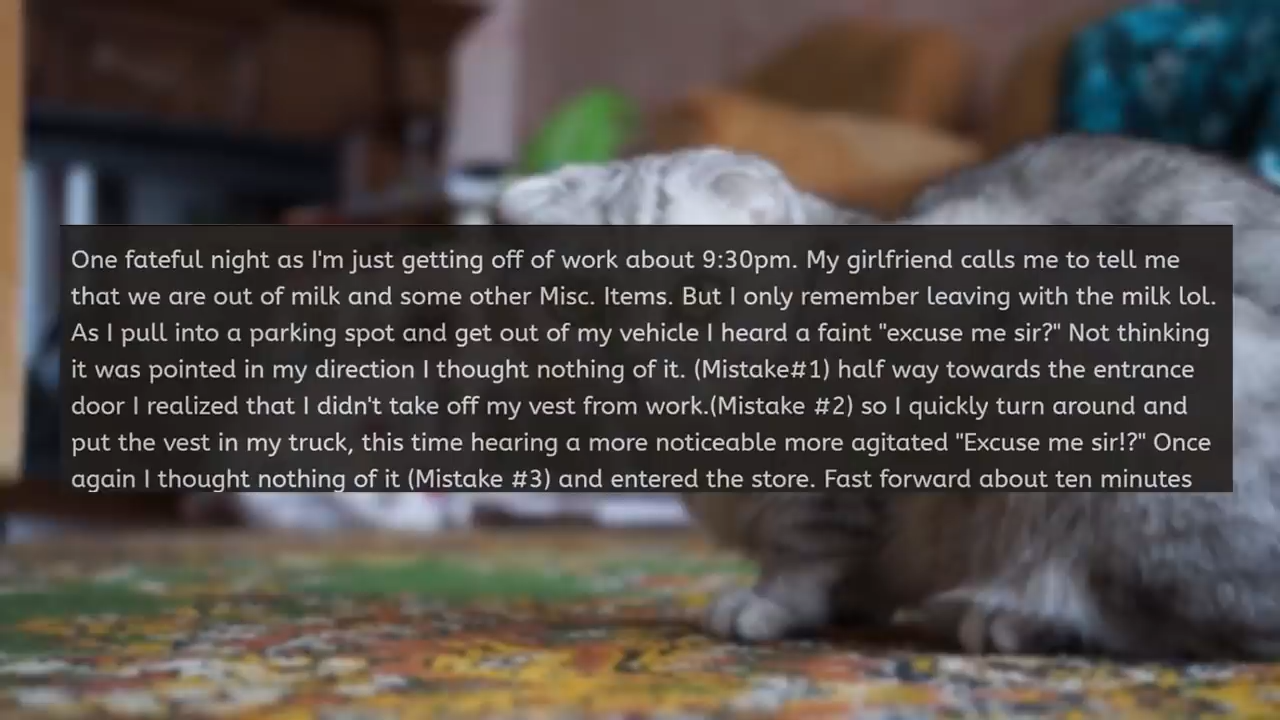 One fateful night as I'm just getting off of work about 9:30pm. My girlfriend calls me to tell me
that we are out of milk and some other Misc. Items. But I only remember leaving with the milk lol.
As I pull into a parking spot and get out of my vehicle I heard a faint "excuse me sir?" Not thinking
it was pointed in my direction I thought nothing of it. (Mistake#1) half way towards the entrance
door I realized that I didn't take off my vest from work.(Mistake #2) so I quickly turn around and
put the vest in my truck, this time hearing a more noticeable more agitated "Excuse me sir!?" Once
again I thought nothing of it (Mistake #3) and entered the store. Fast forward about ten minutes